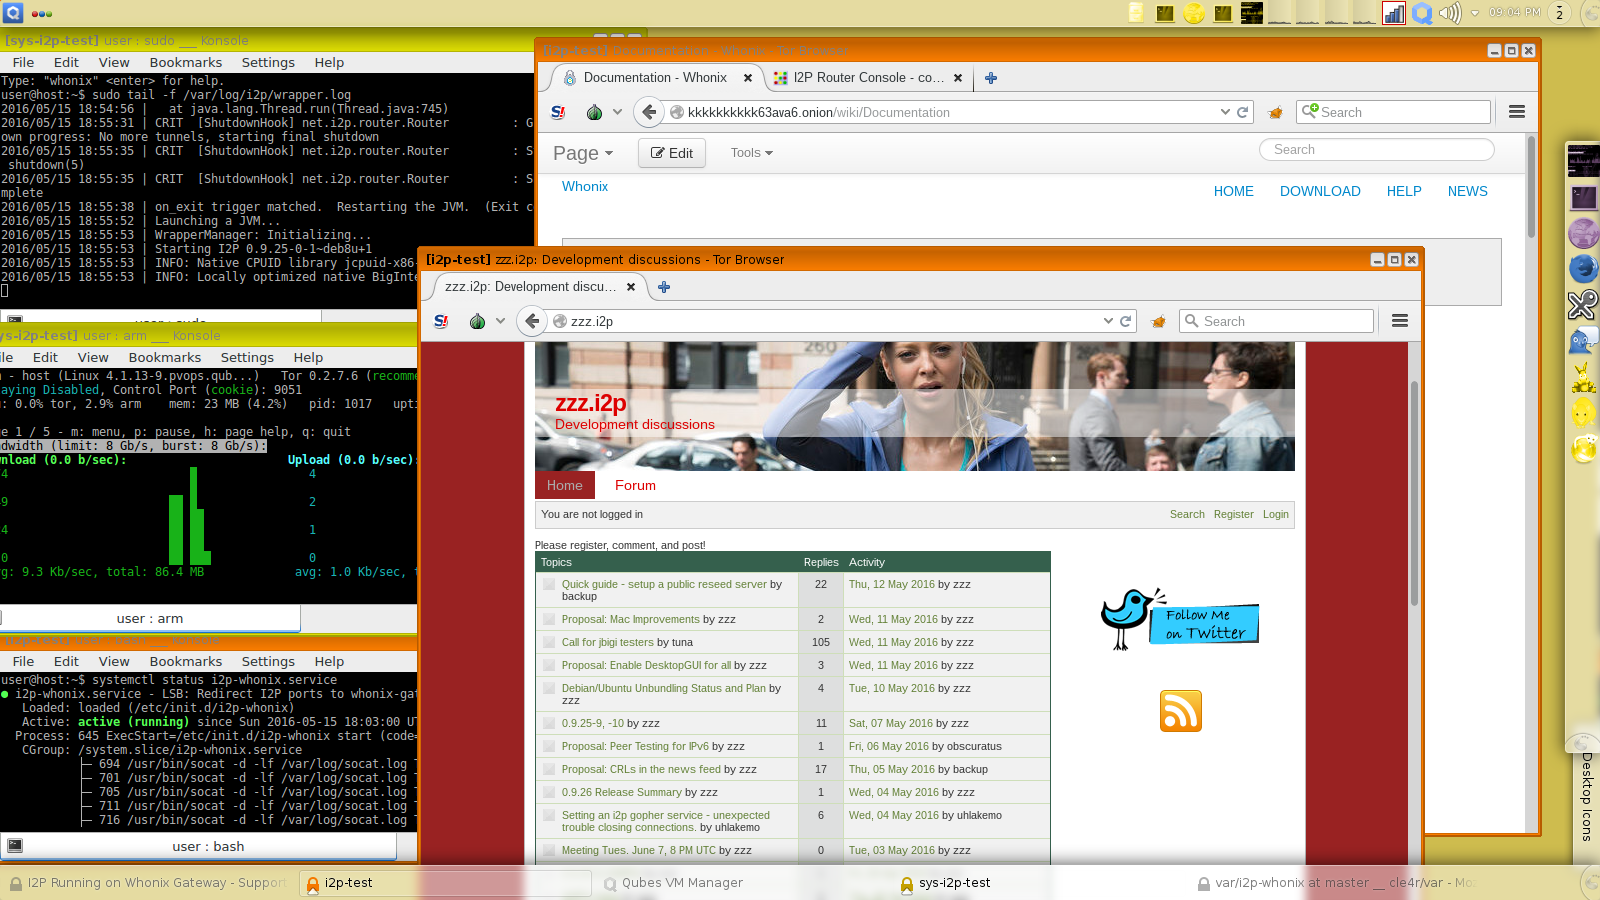 09:04 PM
2
[sys-i2p-test] user : sudo ___ Konsole
File Edit View Bookmarks Settings Help
Type: "whonix" <enter> for help.
user@host:~$ sudo tail -f /var/log/i2p/wrapper.log
2016/05/15 18:54:56 |   at java.lang.Thread.run(Thread.java:745)
2016/05/15 18:55:31 | CRIT  [ShutdownHook] net.i2p.router.Router         : G
own progress: No more tunnels, starting final shutdown
2016/05/15 18:55:35 | CRIT  [ShutdownHook] net.i2p.router.Router         : S
shutdown(5)
2016/05/15 18:55:35 | CRIT  [ShutdownHook] net.i2p.router.Router         : S
mplete
2016/05/15 18:55:38 | on_exit trigger matched.  Restarting the JVM.  (Exit c
2016/05/15 18:55:52 | Launching a JVM...
2016/05/15 18:55:53 | WrapperManager: Initializing...
2016/05/15 18:55:53 | Starting I2P 0.9.25-0-1~deb8u+1
2016/05/15 18:55:53 | INFO: Native CPUID library jcpuid-x86-
2016/05/15 18:55:53 | INFO: Locally optimized native BigInte
user : sudo
ys-i2p-test] user : arm ___ Konsole
ile Edit View Bookmarks Settings Help
- host (Linux 4.1.13-9.pvops.qub...)   Tor 0.2.7.6 (recomme
aying Disabled, Control Port (cookie): 9051
: 0.0% tor, 2.9% arm    mem: 23 MB (4.2%)   pid: 1017   upti
ge 1 / 5 - m: menu, p: pause, h: page help, q: quit
ndwidth (limit: 8 Gb/s, burst: 8 Gb/s):
wnload (0.0 b/sec): Upload (0.0 b/sec):
4 4
9 2
4 1
0 0
g: 9.3 Kb/sec, total: 86.4 MB avg: 1.0 Kb/sec, t
user : arm
File Edit View Bookmarks Settings Help
user@host:~$ systemctl status i2p-whonix.service
● i2p-whonix.service - LSB: Redirect I2P ports to whonix-gat
Loaded: loaded (/etc/init.d/i2p-whonix)
Active: active (running) since Sun 2016-05-15 18:03:00 UT
Process: 645 ExecStart=/etc/init.d/i2p-whonix start (code=
CGroup: /system.slice/i2p-whonix.service
├─ 694 /usr/bin/socat -d -lf /var/log/socat.log T
├─ 701 /usr/bin/socat -d -lf /var/log/socat.log T
├─ 705 /usr/bin/socat -d -lf /var/log/socat.log T
├─ 711 /usr/bin/socat -d -lf /var/log/socat.log T
├─ 716 /usr/bin/socat -d -lf /var/log/socat.log T
user : bash
[i2p-test] Documentation - Whonix - Tor Browser
Documentation - Whonix
I2P Router Console - co...
kkkkkkkkkk63ava6.onion/wiki/Documentation
Search
Page Edit Tools Search
Whonix
HOME DOWNLOAD HELP NEWS
[i2p-test] zzz.i2p: Development discussions - Tor Browser
zzz.i2p: Development discu...
zzz.i2p
Search
260
zzz.i2p
Development discussions
Home Forum
You are not logged in Search Register Login
Please register, comment, and post!
Topics Replies Activity
Quick guide - setup a public reseed server by 22 Thu, 12 May 2016 by zzz
backup
Proposal: Mac Improvements by zzz 2 Wed, 11 May 2016 by zzz
Call for jbigi testers by tuna 105 Wed, 11 May 2016 by zzz
Proposal: Enable DesktopGUI for all by zzz 3 Wed, 11 May 2016 by zzz
Debian/Ubuntu Unbundling Status and Plan by 4 Tue, 10 May 2016 by zzz
zzz
0.9.25-9, -10 by zzz 11 Sat, 07 May 2016 by zzz
Proposal: Peer Testing for IPv6 by zzz 1 Fri, 06 May 2016 by obscuratus
Proposal: CRLs in the news feed by zzz 17 Thu, 05 May 2016 by backup
0.9.26 Release Summary by zzz 1 Wed, 04 May 2016 by zzz
Setting an i2p gopher service - unexpected 6 Wed, 04 May 2016 by uhlakemo
trouble closing connections. by uhlakemo
Meeting Tues. June 7, 8 PM UTC by zzz 0 Tue, 03 May 2016 by zzz
Follow Me
on TWitter
Desktop Icons
I2P Running on Whonix Gateway - Support
i2p-test
Qubes VM Manager
sys-i2p-test
var/i2p-whonix at master __ cle4r/var - Moz